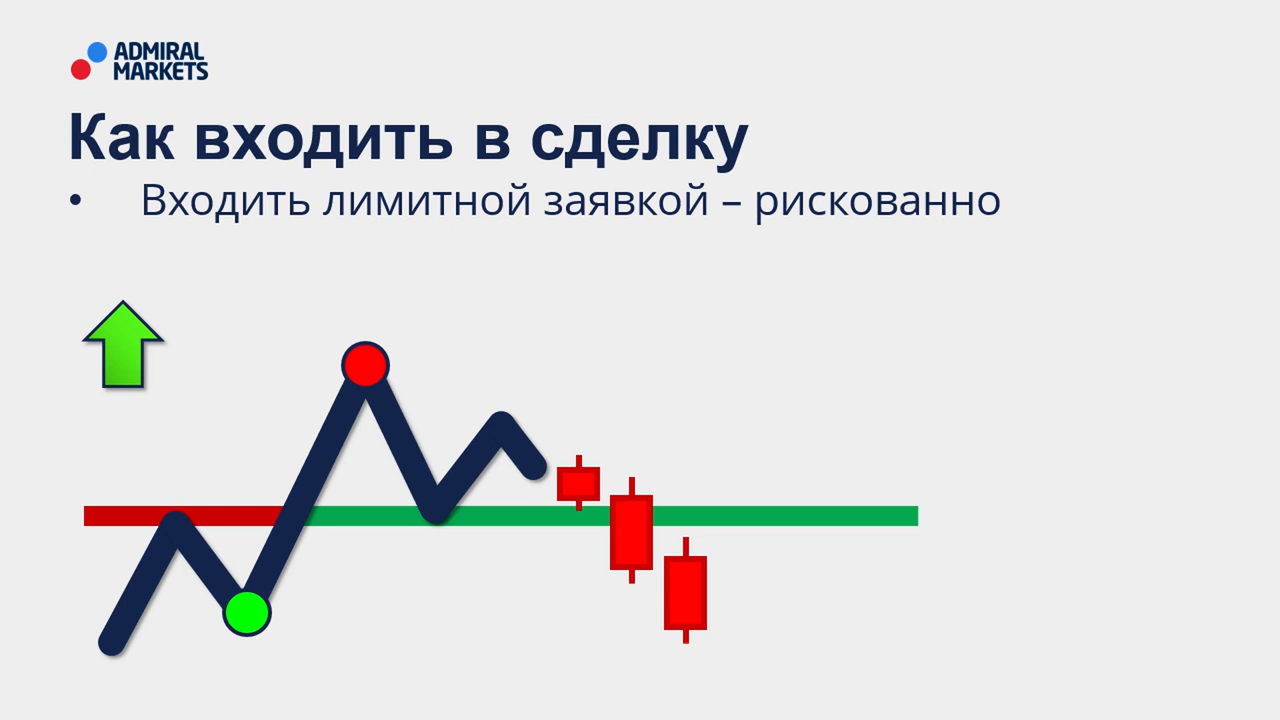 ADMIRAL
MARKETS
Как входить в сделку
• Входить лимитной заявкой – рискованно